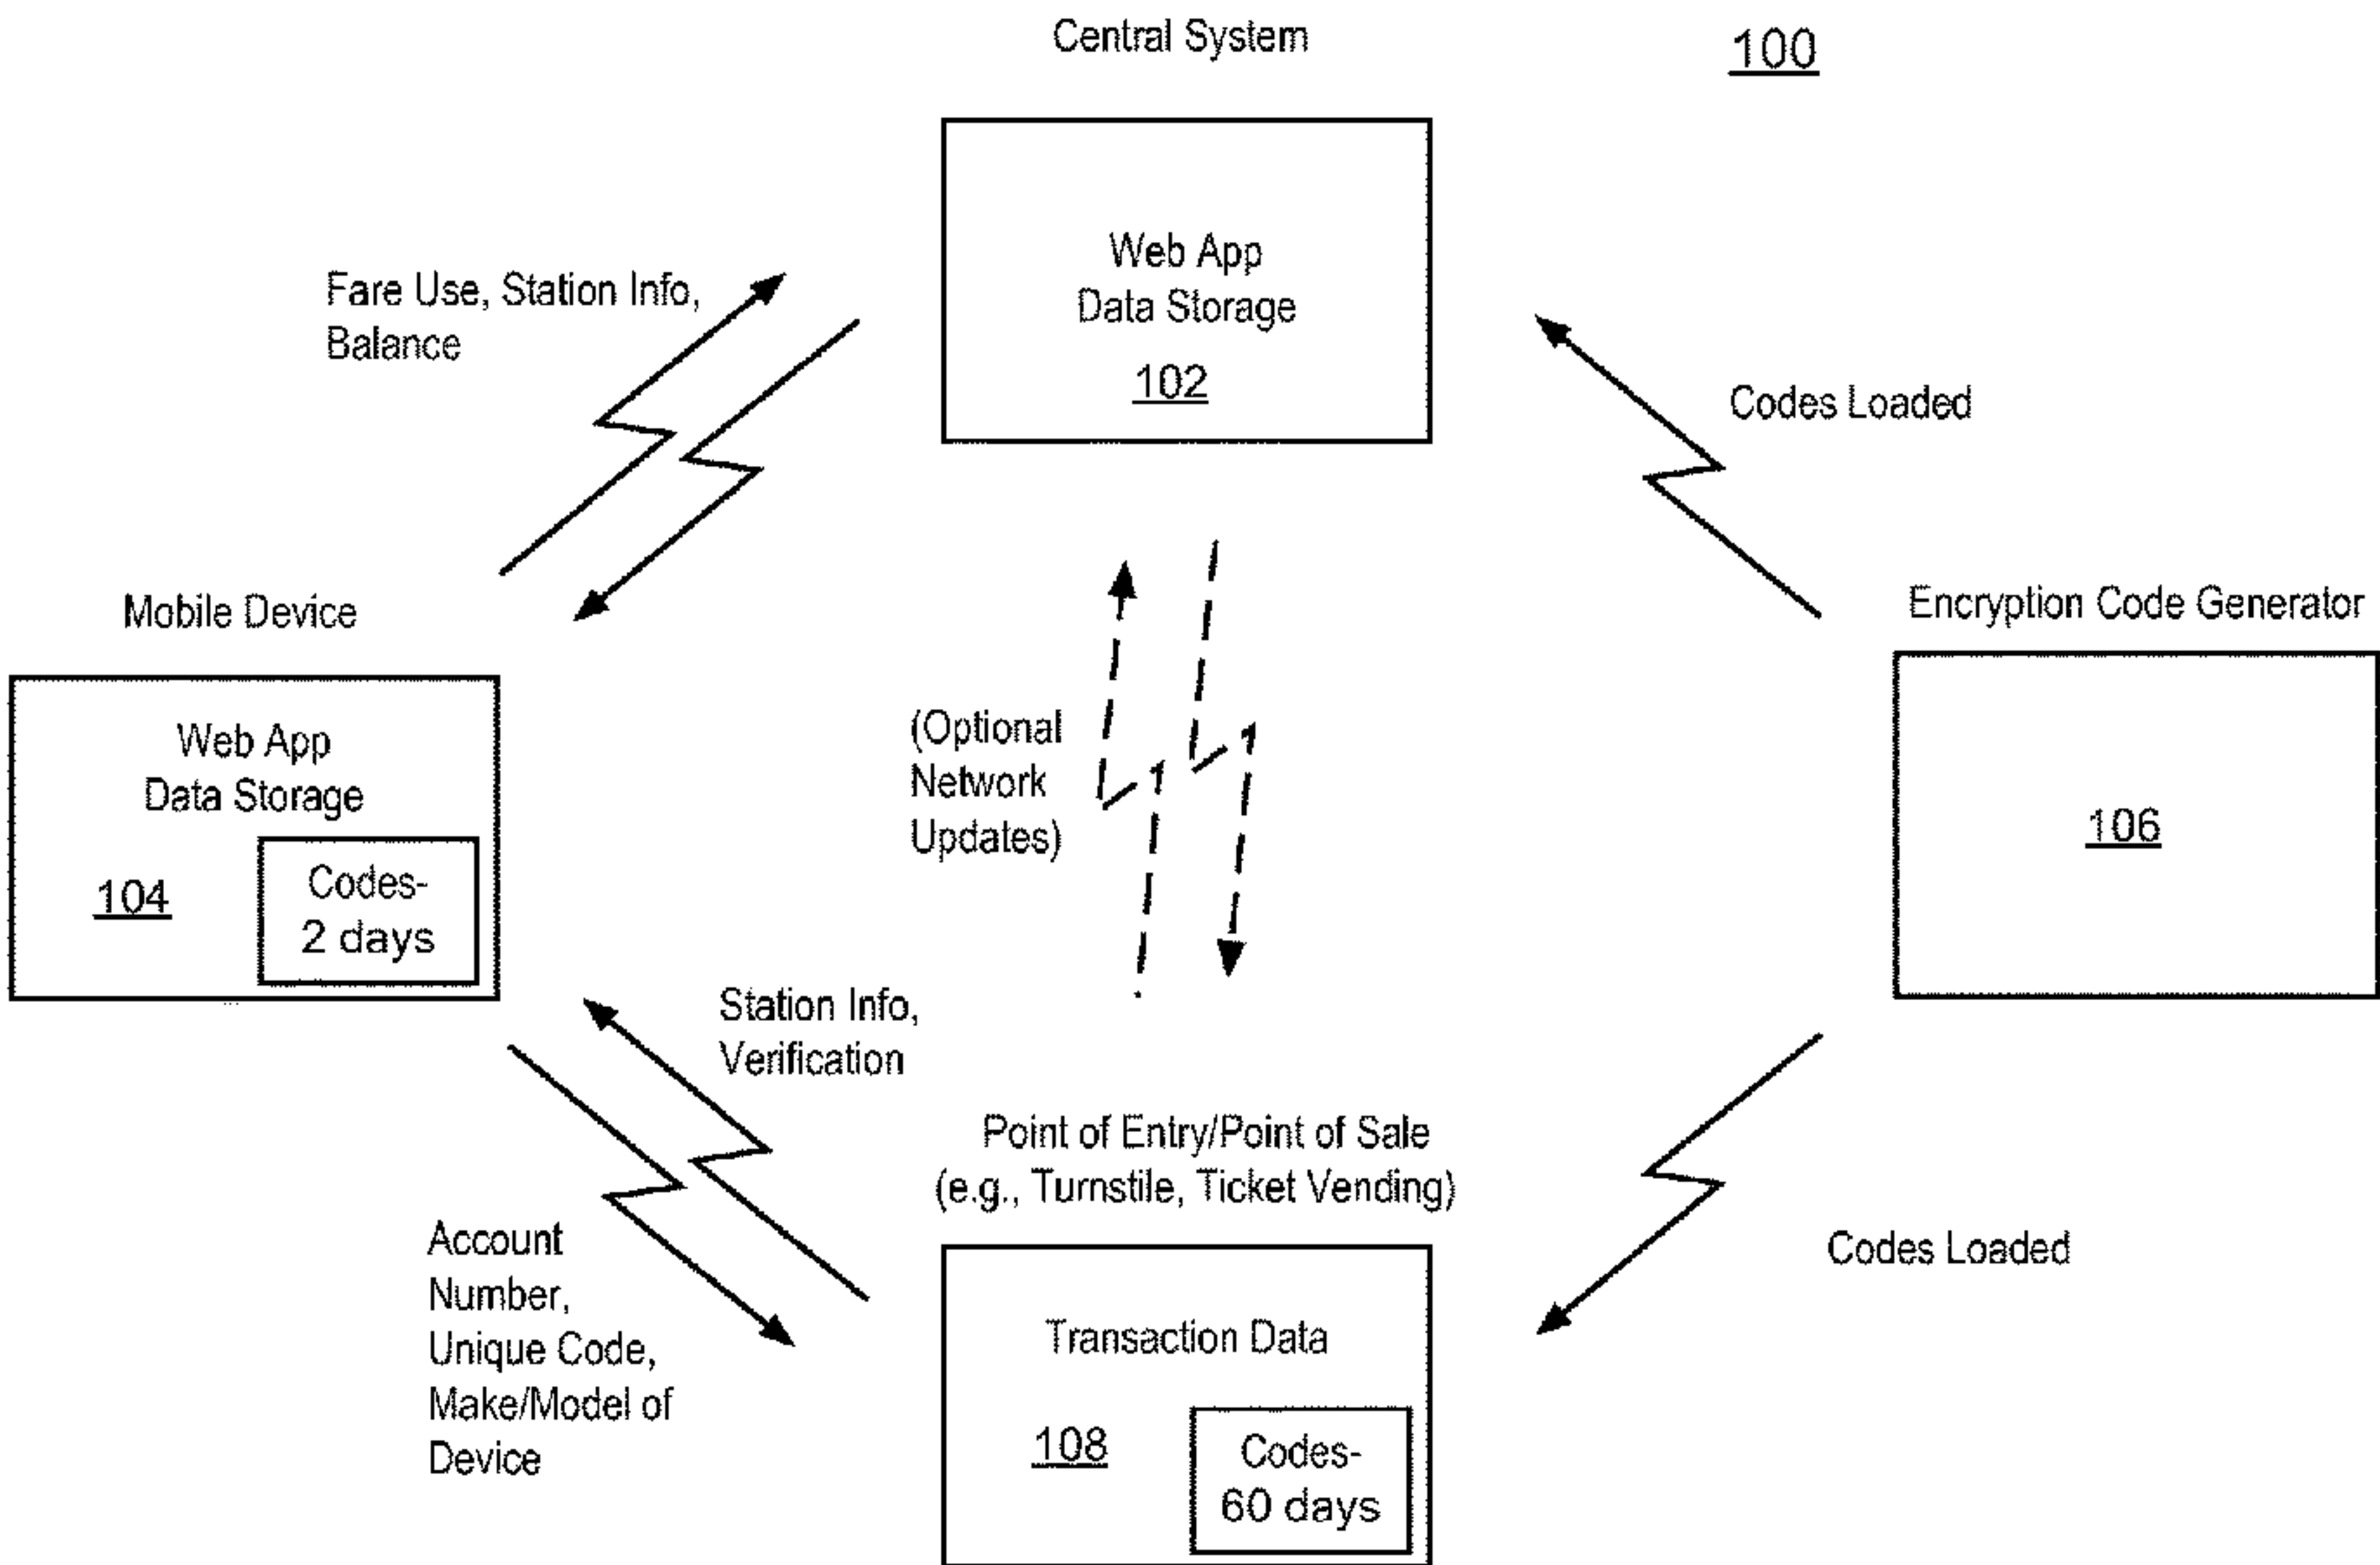 Central System
100
Web App
Data Storage
102
Fare Use, Station Info,
Balance
Codes Loaded
Mobile Device
Encryption Code Generator
Web App
Data Storage
104
Codes-
2 days
(Optional
Network
Updates)
106
Station Info,
Verification
Point of Entry/Point of Sale
(e.g., Turnstile, Ticket Vending)
Account
Number,
Unique Code,
Make/Model of
Device
Codes Loaded
Transaction Data
108
Codes-
60 days